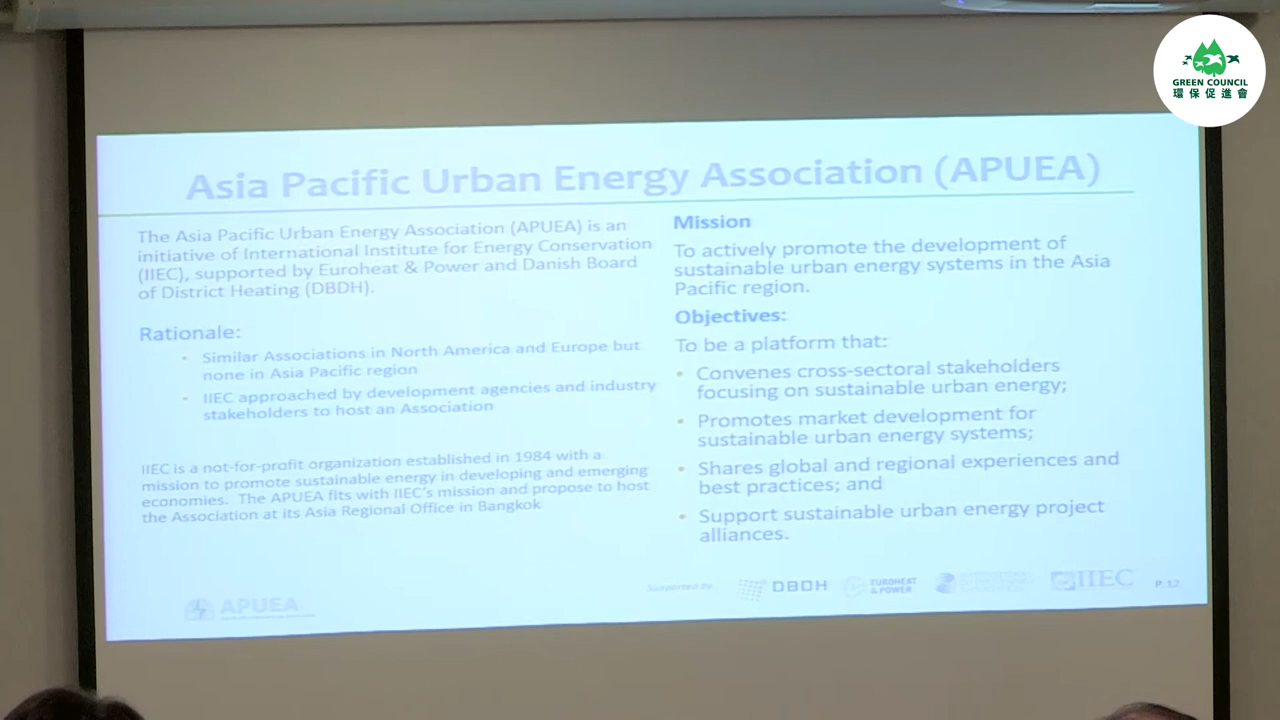 GREEN COUNCIL
環保促進會
Asia Pacific Urban Energy Association (APUEA)
The Asia Pacific Urban Energy Association (APUEA) is an
initiative of International Institute for Energy Conservation
(IIEC), supported by Euroheat & Power and Danish Board
of District Heating (DBDH).
Rationale:
• Similar Associations in North America and Europe but
none in Asia Pacific region
• IIEC approached by development agencies and industry
stakeholders to host an Association
IIEC is a not-for-profit organization established in 1984 with a
mission to promote sustainable energy in developing and emerging
economies. The APUEA fits with IIEC's mission and propose to host
the Association at its Asia Regional Office in Bangkok
Mission
To actively promote the development of
sustainable urban energy systems in the Asia
Pacific region.
Objectives:
To be a platform that:
• Convenes cross-sectoral stakeholders
focusing on sustainable urban energy;
• Promotes market development for
sustainable urban energy systems;
• Shares global and regional experiences and
best practices; and
• Support sustainable urban energy project
alliances.
APUEA
Supported by
DBDH
EUROHEAT
& POWER
IIEC
P.12